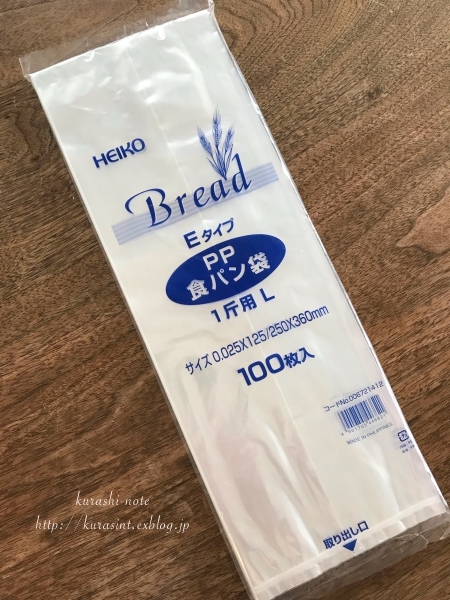 HEIKO
Bread
Eタイプ
PP
食パン袋
1斤用 L
サイズ 0.025X125/250X360mm
100枚入
コードNo.006721412
MADE IN PHILIPPINES
取り出し口
kurashi-note
http://kurasint.exblog.jp